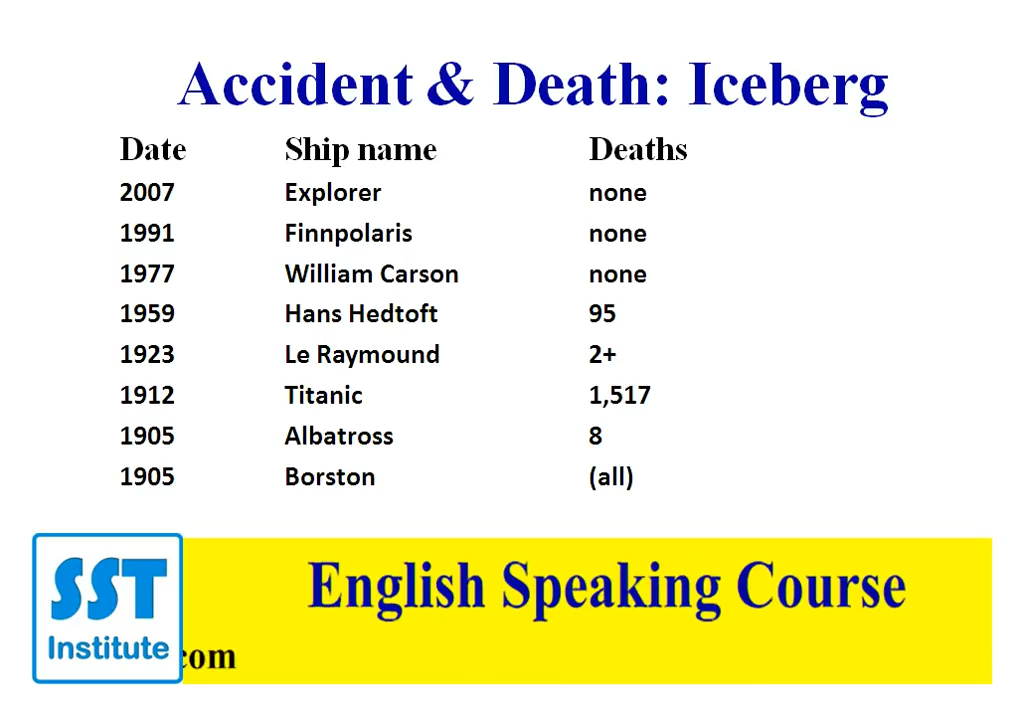 Accident & Death: Iceberg
Date Ship name Deaths
2007 Explorer none
1991 Finnpolaris none
1977 William Carson none
1959 Hans Hedtoft 95
1923 Le Raymound 2+
1912 Titanic 1,517
1905 Albatross 8
1905 Borston (all)
English Speaking Course
SST
Institute
com